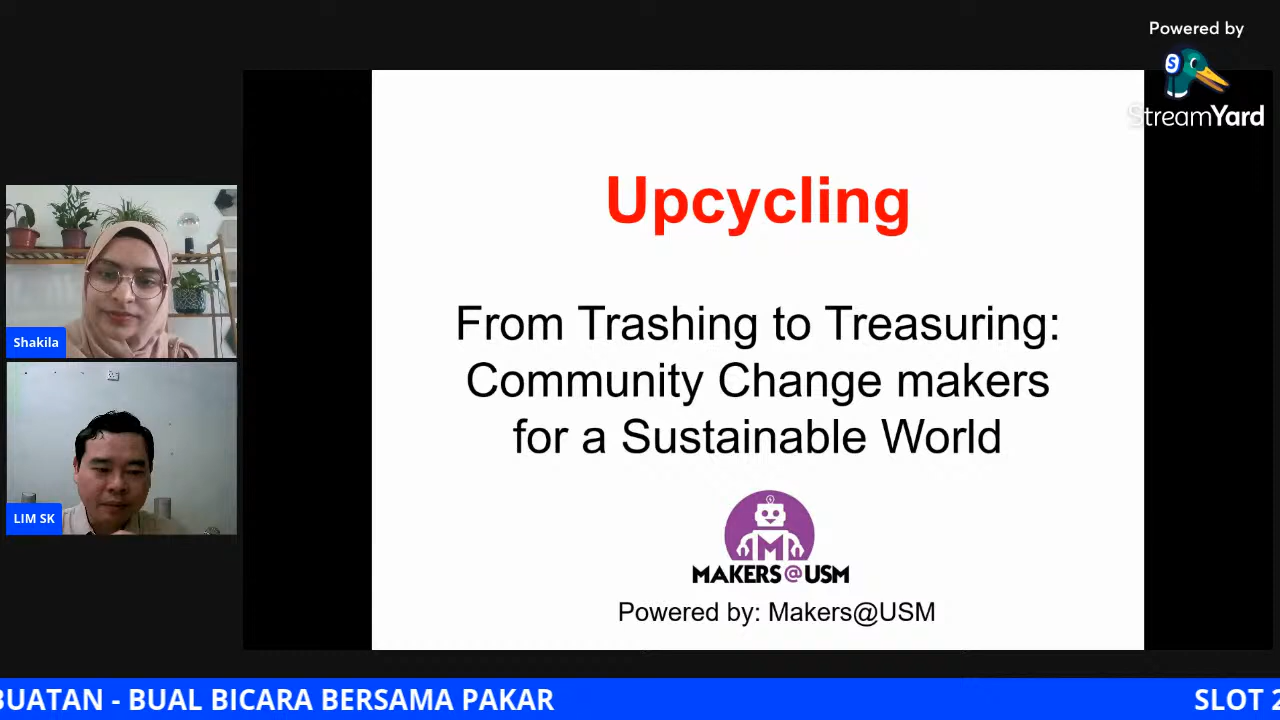 Powered by
StreamYard
Upcycling
From Trashing to Treasuring:
Community Change makers
for a Sustainable World
MAKERS@USM
Powered by: Makers@USM
Shakila
LIM SK
BUATAN - BUAL BICARA BERSAMA PAKAR
SLOT 2